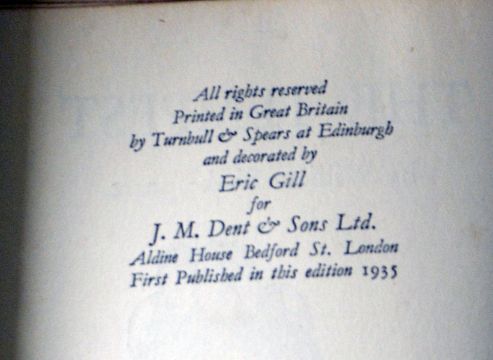 All rights reserved
Printed in Great Britain
by Turnbull & Spears at Edinburgh
and decorated by
Eric Gill
for
J. M. Dent & Sons Ltd.
Aldine House Bedford St. London
First Published in this edition 1935